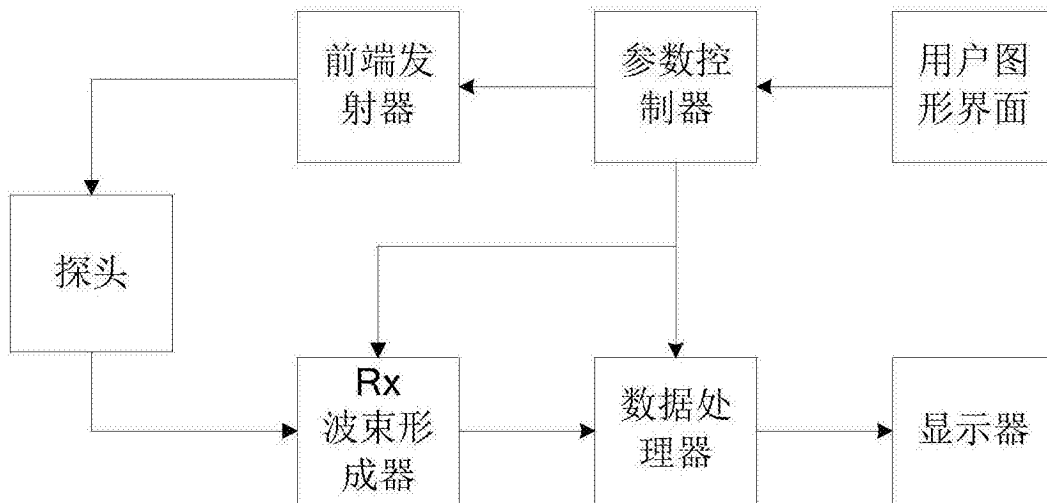 前端发
射器
参数控
制器
用户图
形界面
探头
Rx
波束形
成器
数据处
理器
显示器